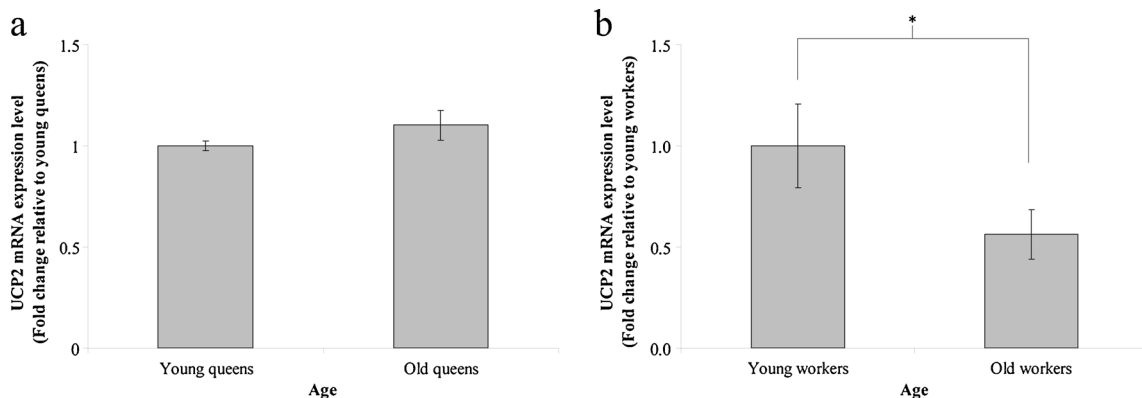 a
UCP2 mRNA expression level
(Fold change relative to young queens)
1.5
1
0.5
0
Young queens
Old queens
Age
b
*
UCP2 mRNA expression level
(Fold change relative to young workers)
1.5
1.0
0.5
0.0
Young workers
Old workers
Age